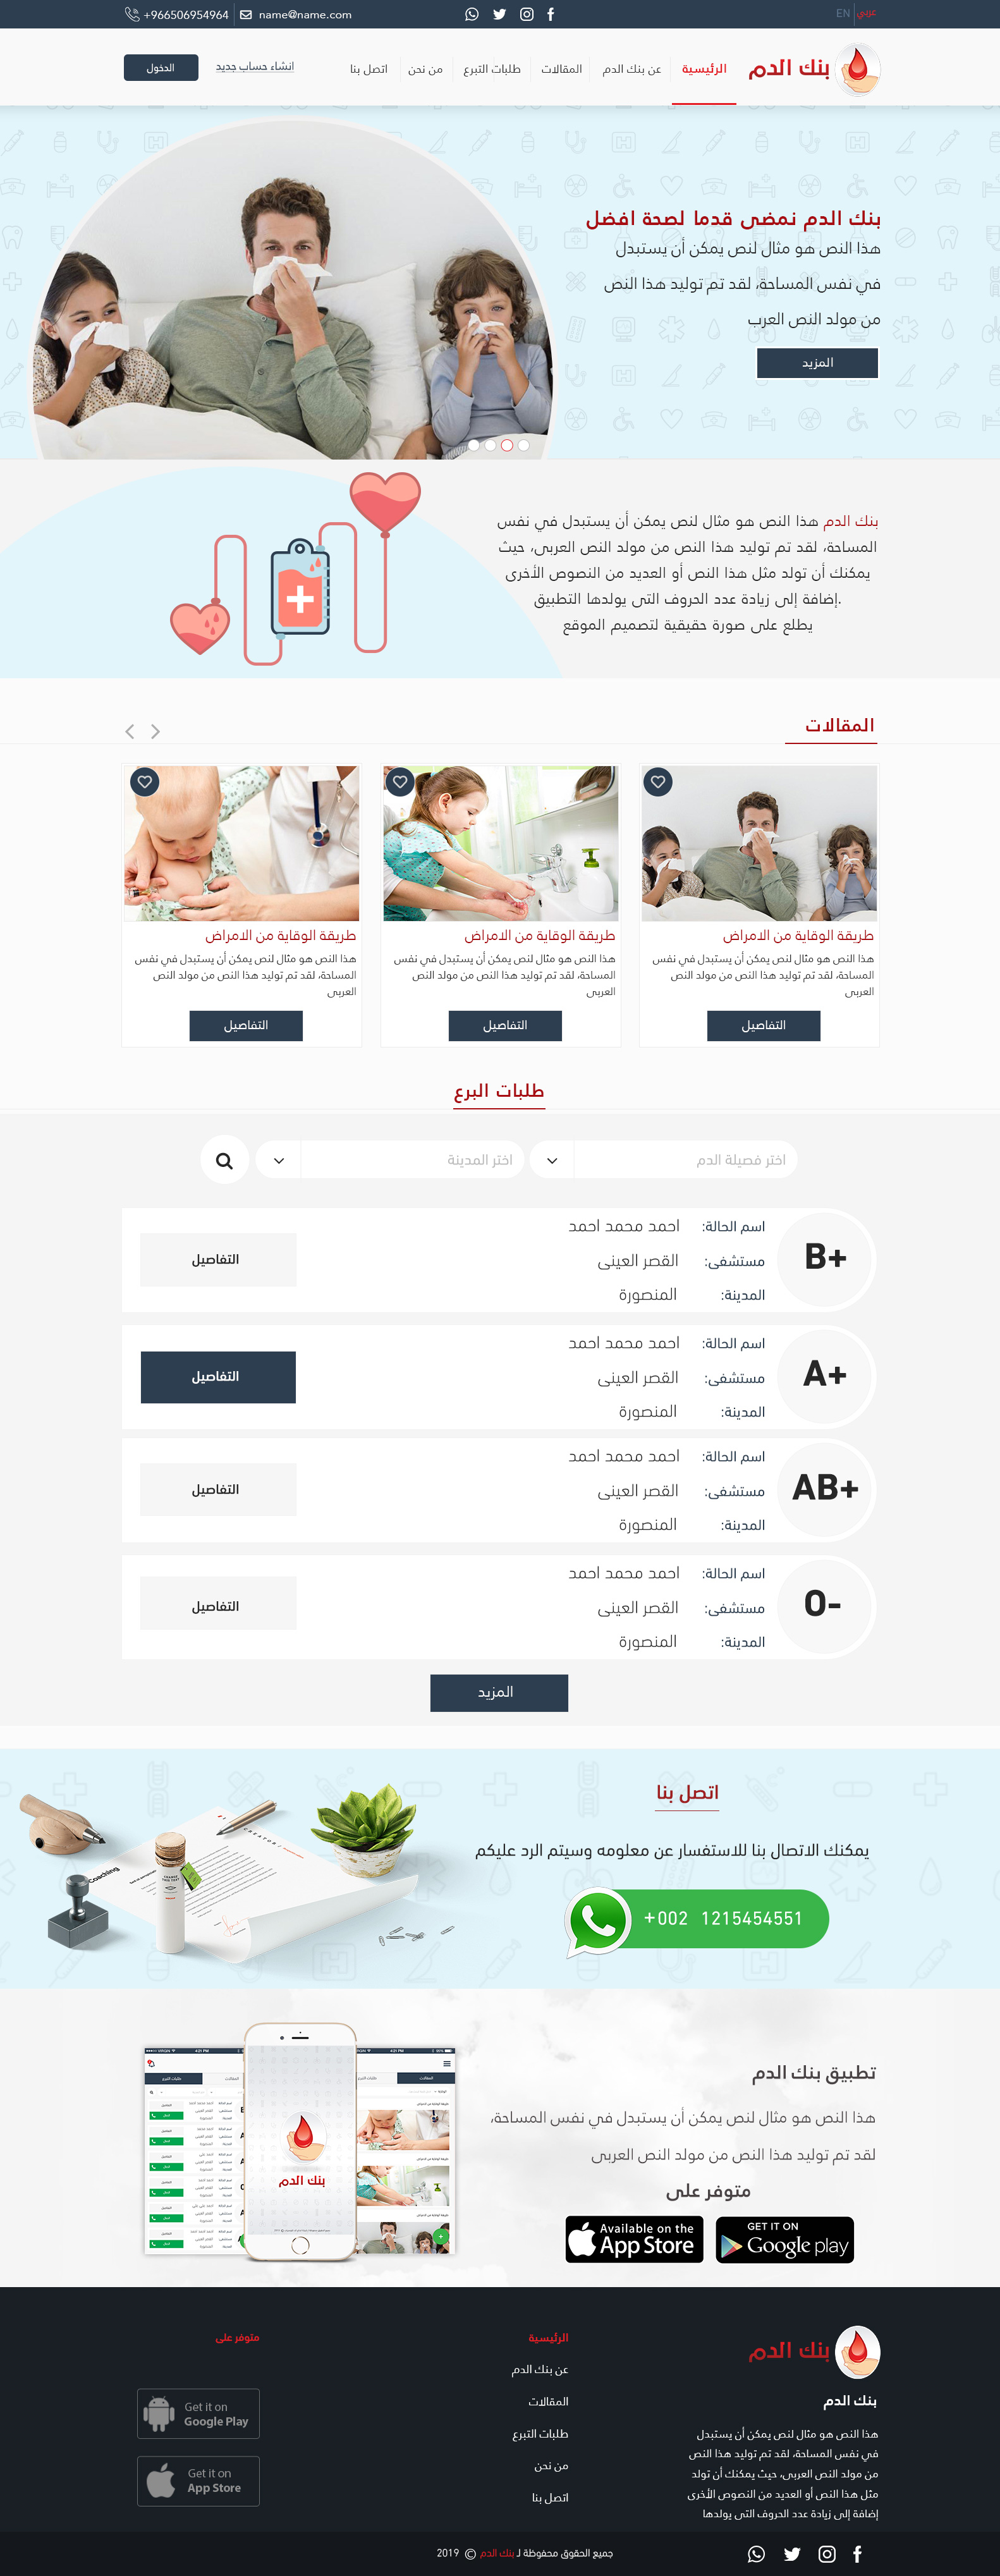 عربي
EN
name@name.com
+966506954964
بنك الدم
الرئيسية
عن بنك الدم
المقالات
طلبات التبرع
من نحن
اتصل بنا
انشاء حساب جديد
الدخول
بنك الدم نمضى قدما لصحة افضل
هذا النص هو مثال لنص يمكن أن يستبدل
في نفس المساحة، لقد تم توليد هذا النص
من مولد النص العرب
المزيد
بنك الدم هذا النص هو مثال لنص يمكن أن يستبدل في نفس
المساحة، لقد تم توليد هذا النص من مولد النص العربى، حيث
يمكنك أن تولد مثل هذا النص أو العديد من النصوص الأخرى
.إضافة إلى زيادة عدد الحروف التى يولدها التطبيق
يطلع على صورة حقيقية لتصميم الموقع
المقالات
طريقة الوقاية من الامراض
هذا النص هو مثال لنص يمكن أن يستبدل في نفس
المساحة، لقد تم توليد هذا النص من مولد النص
العربى
التفاصيل
طريقة الوقاية من الامراض
هذا النص هو مثال لنص يمكن أن يستبدل في نفس
المساحة، لقد تم توليد هذا النص من مولد النص
العربى
التفاصيل
طريقة الوقاية من الامراض
هذا النص هو مثال لنص يمكن أن يستبدل في نفس
المساحة، لقد تم توليد هذا النص من مولد النص
العربى
التفاصيل
طلبات البرع
اختر فصيلة الدم
اختر المدينة
B+
اسم الحالة: احمد محمد احمد
مستشفى: القصر العينى
المدينة: المنصورة
التفاصيل
A+
اسم الحالة: احمد محمد احمد
مستشفى: القصر العينى
المدينة: المنصورة
التفاصيل
AB+
اسم الحالة: احمد محمد احمد
مستشفى: القصر العينى
المدينة: المنصورة
التفاصيل
O-
اسم الحالة: احمد محمد احمد
مستشفى: القصر العينى
المدينة: المنصورة
التفاصيل
المزيد
اتصل بنا
يمكنك الاتصال بنا للاستفسار عن معلومه وسيتم الرد عليكم
+002 1215454551
Coaching
تطبيق بنك الدم
هذا النص هو مثال لنص يمكن أن يستبدل في نفس المساحة،
لقد تم توليد هذا النص من مولد النص العربى
متوفر على
GET IT ON
Google play
Available on the
App Store
4:21 PM
4:21 PM
المقالات
طلبات التبرع
بنك الدم
بنك الدم
بنك الدم
هذا النص هو مثال لنص يمكن أن يستبدل
في نفس المساحة، لقد تم توليد هذا النص
من مولد النص العربى، حيث يمكنك أن تولد
مثل هذا النص أو العديد من النصوص الأخرى
إضافة إلى زيادة عدد الحروف التى يولدها
الرئيسية
عن بنك الدم
المقالات
طلبات التبرع
من نحن
اتصل بنا
متوفر على
Get it on
Google Play
Get it on
App Store
جميع الحقوق محفوظة لـ بنك الدم © 2019